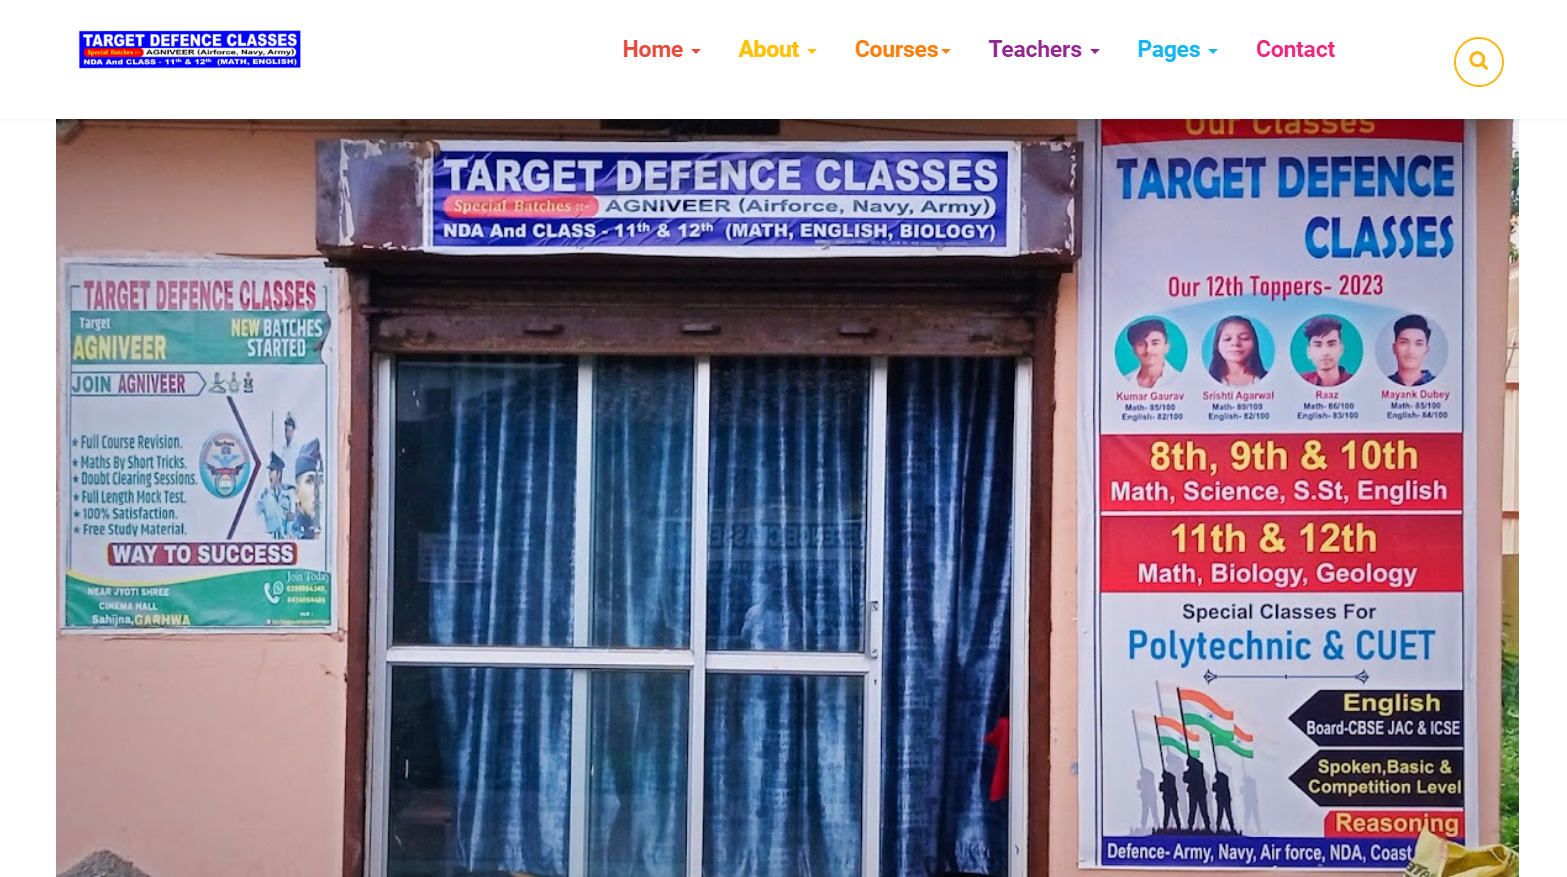 TARGET DEFENCE CLASSES
Special Batches :- AGNIVEER (Airforce, Navy, Army)
NDA And CLASS - 11th & 12th (MATH, ENGLISH)
Home
About
Courses
Teachers
Pages
Contact
TARGET DEFENCE CLASSES
Special Batches ::- AGNIVEER (Airforce, Navy, Army)
NDA And CLASS - 11th & 12th (MATH, ENGLISH, BIOLOGY)
TARGET DEFENCE CLASSES
Target
AGNIVEER
NEW BATCHES
STARTED
JOIN AGNIVEER
★ Full Course Revision.
★ Maths By Short Tricks.
★ Doubt Clearing Sessions.
★ Full Length Mock Test.
★ 100% Satisfaction.
★ Free Study Material.
WAY TO SUCCESS
Join Today
NEAR JYOTI SHREE
CINEMA HALL
Sahijna, GARHWA
Our Classes
TARGET DEFENCE
CLASSES
Our 12th Toppers- 2023
Kumar Gaurav
Math- 85/100
English- 82/100
Srishti Agarwal
Math- 89/100
English- 82/100
Raaz
Math- 86/100
English- 83/100
Mayank Dubey
Math- 85/100
English- 84/100
8th, 9th & 10th
Math, Science, S.St, English
11th & 12th
Math, Biology, Geology
Special Classes For
Polytechnic & CUET
English
Board-CBSE JAC & ICSE
Spoken,Basic &
Competition Level
Reasoning
Defence- Army, Navy, Air force, NDA, Coast